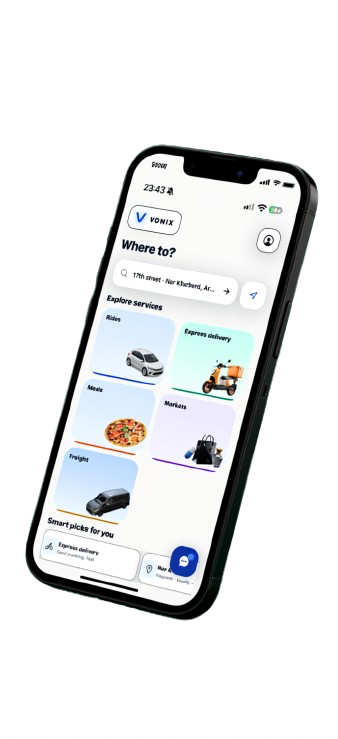 23:43
VONIX
Where to?
17th street · Nor Kharberd, Ar...
Explore services
Rides
Express delivery
Meals
Markets
Freight
Smart picks for you
Express delivery
Send anything, fast
Nor K